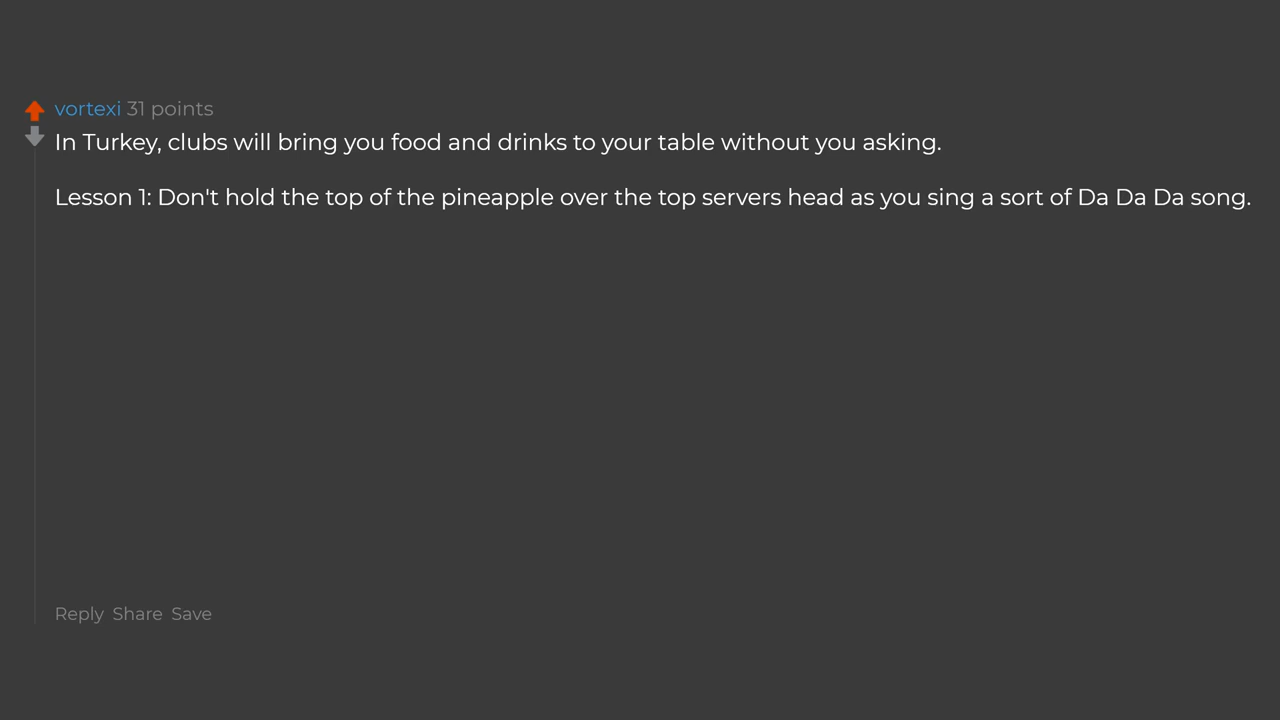 vortexi 31 points
In Turkey, clubs will bring you food and drinks to your table without you asking.
Lesson 1: Don't hold the top of the pineapple over the top servers head as you sing a sort of Da Da Da song.
Reply Share Save